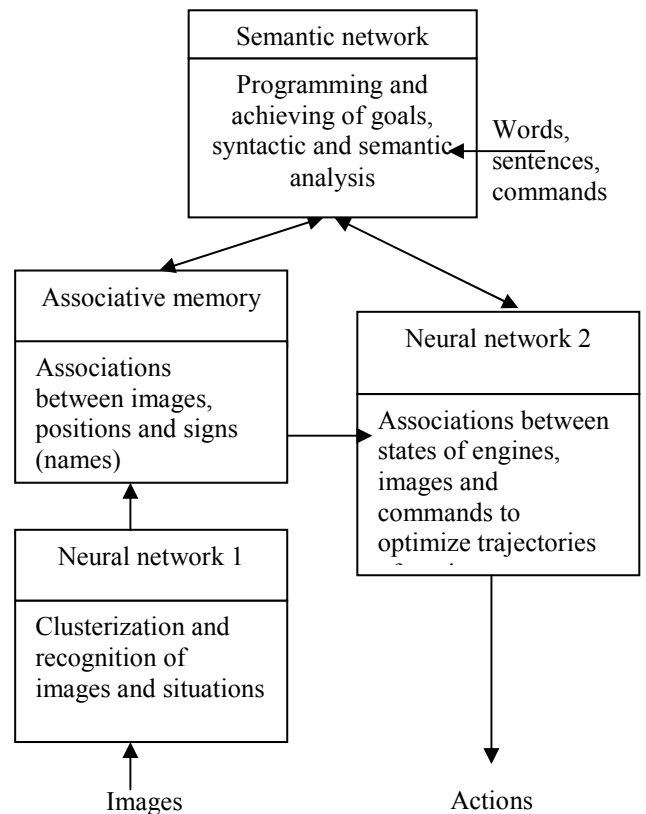 Semantic network
Programming and
achieving of goals,
syntactic and semantic
analysis
Words,
sentences,
commands
Associative memory
Associations
between images,
positions and signs
(names)
Neural network 2
Associations between
states of engines,
images and
commands to
optimize trajectories
Neural network 1
Clusterization and
recognition of
images and situations
Images
Actions